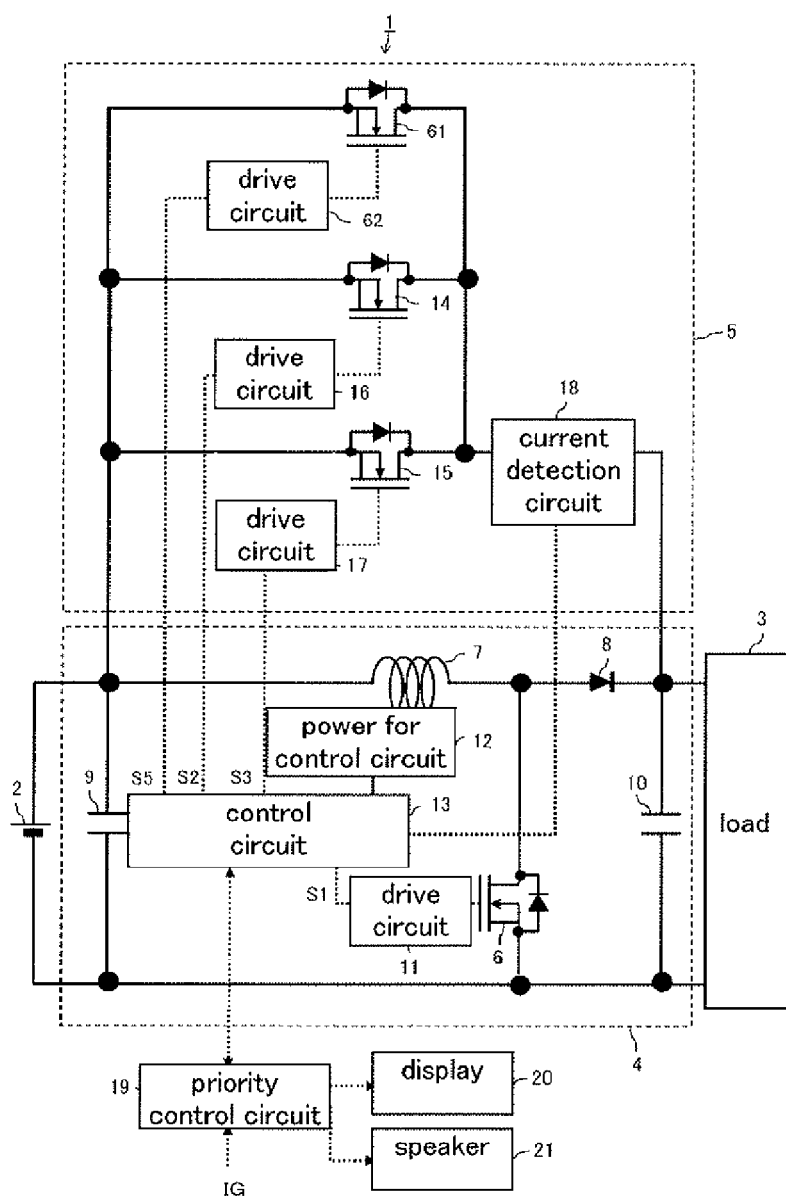 1
61
drive
circuit
62
14
drive
circuit
16
5
18
current
detection
circuit
15
drive
circuit
17
3
7
8
power for
control circuit
12
S5
S2
S3
2
9
13
10
control
circuit
load
S1
drive
circuit
11
6
4
19
priority
control circuit
display
20
speaker
21
IG